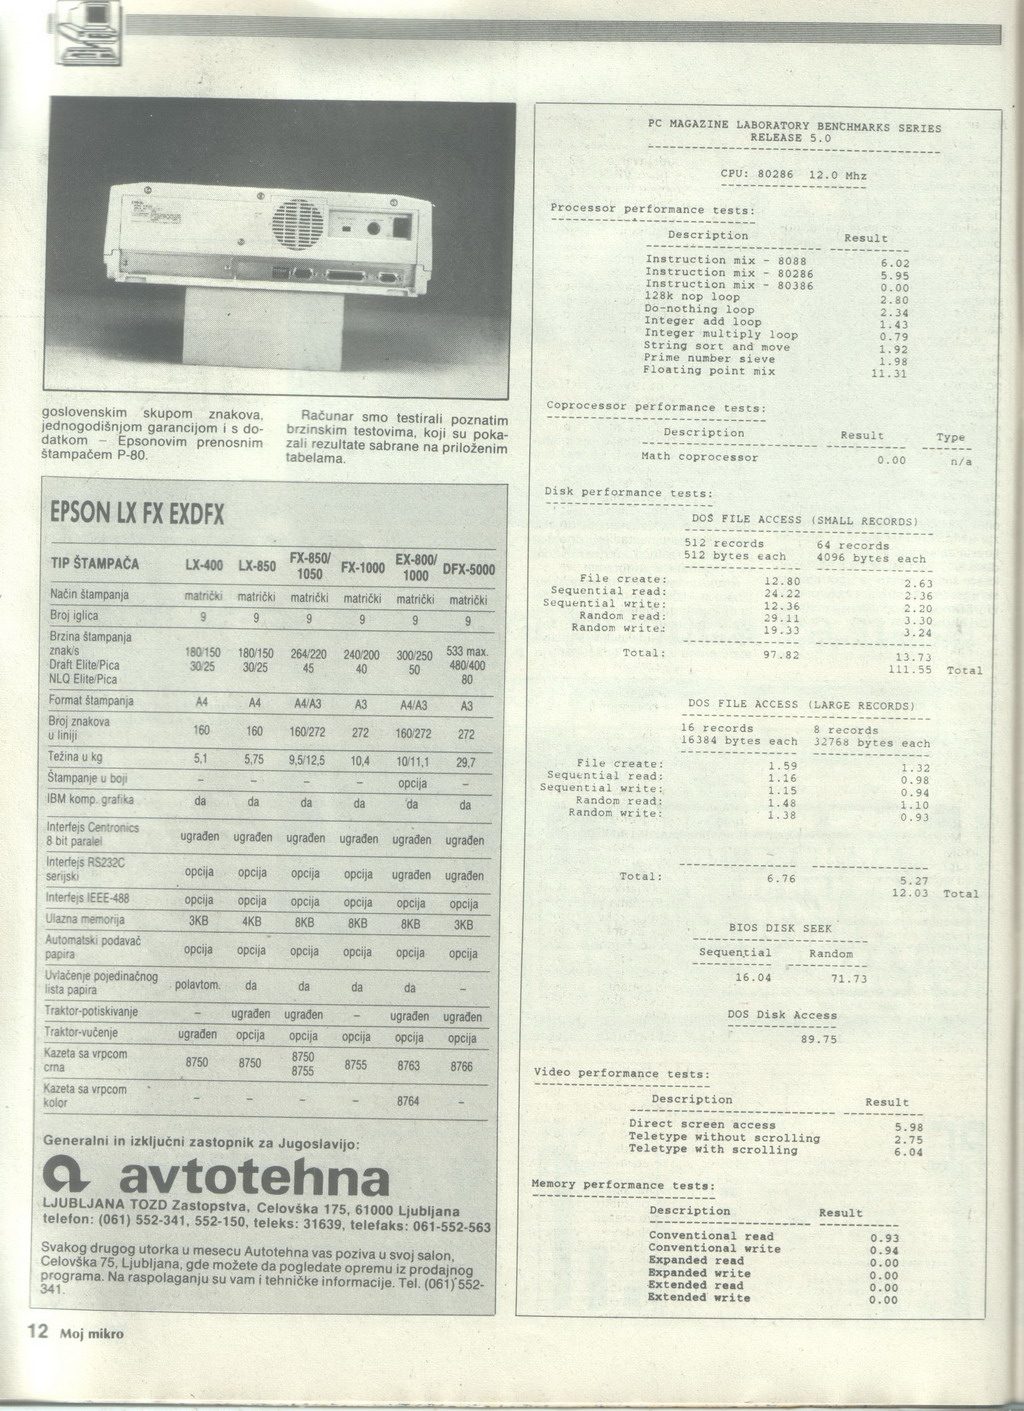 goslovenskim skupom znakova,
jednogodišnjom garancijom i s do-
datkom – Epsonovim prenosnim
štampačem P-80.
Računar smo testirali poznatim
brzinskim testovima, koji su poka-
zali rezultate sabrane na priloženim
tabelama.
EPSON LX FX EXDFX
TIP ŠTAMPAČA LX-400 LX-850 FX-850/1050 FX-1000 EX-800/1000 DFX-5000
Način štampanja matrički matrički matrički matrički matrički matrički
Broj iglica 9 9 9 9 9 9
Brzina štampanja
znak/s 533 max.
Draft Elite/Pica 180/150 180/150 264/220 240/200 300/250 480/400
NLQ Elite/Pica 30/25 30/25 45 40 50 80
Format štampanja A4 A4 A4/A3 A3 A4/A3 A3
Broj znakova
u liniji 160 160 160/272 272 160/272 272
Težina u kg 5,1 5,75 9,5/12,5 10,4 10/11,1 29,7
Štampanje u boji – – – – opcija –
IBM komp. grafika da da da da da da
Interfejs Centronics
8 bit paralel ugrađen ugrađen ugrađen ugrađen ugrađen ugrađen
Interfejs RS232C
serijski opcija opcija opcija opcija ugrađen ugrađen
Interfejs IEEE-488 opcija opcija opcija opcija opcija opcija
Ulazna memorija 3KB 4KB 8KB 8KB 8KB 3KB
Automatski podavač
papira opcija opcija opcija opcija opcija opcija
Uvlačenje pojedinačnog
lista papira polavtom. da da da da –
Traktor-potiskivanje – ugrađen ugrađen – ugrađen ugrađen
Traktor-vučenje ugrađen opcija opcija opcija opcija opcija
Kazeta sa vrpcom
crna 8750 8750 8750 8755 8755 8763 8766
Kazeta sa vrpcom
kolor – – – – 8764 –
Generalni in izključni zastopnik za Jugoslavijo:
a avtotehna
LJUBLJANA TOZD Zastopstva, Celovška 175, 61000 Ljubljana
telefon: (061) 552-341, 552-150, teleks: 31639, telefaks: 061-552-563
Svakog drugog utorka u mesecu Autotehna vas poziva u svoj salon,
Celovška 75, Ljubljana, gde možete da pogledate opremu iz prodajnog
programa. Na raspolaganju su vam i tehničke informacije. Tel. (061) 552-
341.
12 Moj mikro
PC MAGAZINE LABORATORY BENCHMARKS SERIES
RELEASE 5.0
CPU: 80286 12.0 Mhz
Processor performance tests:
Description Result
Instruction mix - 8088 6.02
Instruction mix - 80286 5.95
Instruction mix - 80386 0.00
128k nop loop 2.80
Do-nothing loop 2.34
Integer add loop 1.43
Integer multiply loop 0.79
String sort and move 1.92
Prime number sieve 1.98
Floating point mix 11.31
Coprocessor performance tests:
Description Result Type
Math coprocessor 0.00 n/a
Disk performance tests:
DOS FILE ACCESS (SMALL RECORDS)
512 records 64 records
512 bytes each 4096 bytes each
File create: 12.80 2.63
Sequential read: 24.22 2.36
Sequential write: 12.36 2.20
Random read: 29.11 3.30
Random write: 19.33 3.24
Total: 97.82 13.73
111.55 Total
DOS FILE ACCESS (LARGE RECORDS)
16 records 8 records
16384 bytes each 32768 bytes each
File create: 1.59 1.32
Sequential read: 1.16 0.98
Sequential write: 1.15 0.94
Random read: 1.48 1.10
Random write: 1.38 0.93
Total: 6.76 5.27
12.03 Total
BIOS DISK SEEK
Sequential Random
16.04 71.73
DOS Disk Access
89.75
Video performance tests:
Description Result
Direct screen access 5.98
Teletype without scrolling 2.75
Teletype with scrolling 6.04
Memory performance tests:
Description Result
Conventional read 0.93
Conventional write 0.94
Expanded read 0.00
Expanded write 0.00
Extended read 0.00
Extended write 0.00